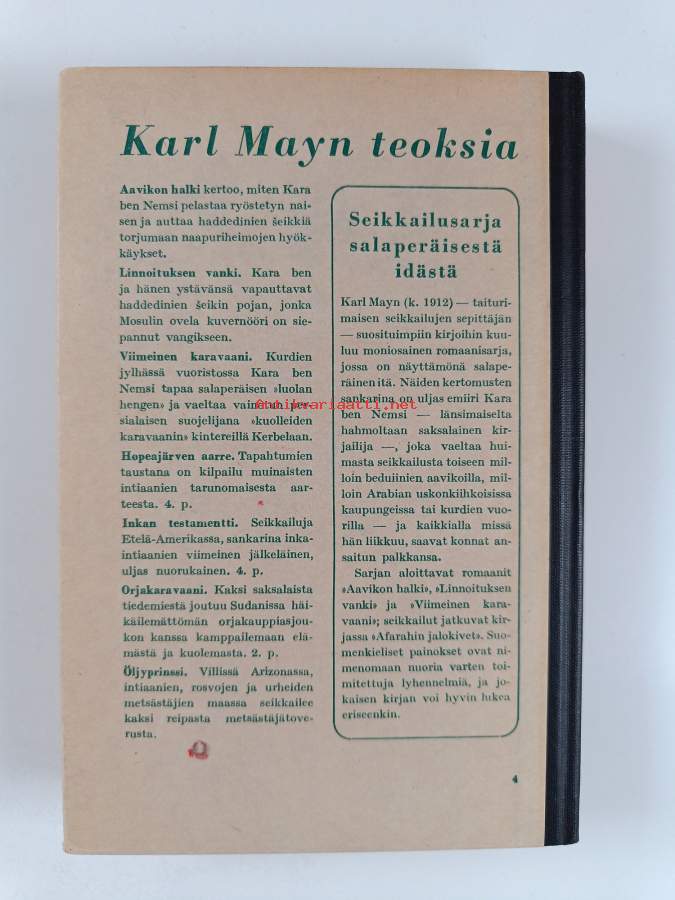 Karl Mayn teoksia
Aavikon halki kertoo, miten Kara
ben Nemsi pelastaa ryöstetyn nai-
sen ja auttaa haddedinien šeikkiä
torjumaan naapuriheimojen hyök-
käykset.
Linnoituksen vanki. Kara ben
ja hänen ystävänsä vapauttavat
haddedinien šeikin pojan, jonka
Mosulin ovela kuvernööri on sie-
pannut vangikseen.
Viimeinen karavaani. Kurdien
jylhässä vuoristossa Kara ben
Nemsi tapaa salaperäisen »luolan
hengen» ja vaeltaa vainotun per-
sialaisen suojelijana »kuolleiden
karavaanin» kintereillä Kerbelaan.
Hopeajärven aarre. Tapahtumien
taustana on kilpailu muinaisten
intiaanien tarunomaisesta aar-
teesta. 4. p.
Inkan testamentti. Seikkailuja
Etelä-Amerikassa, sankarina inka-
intiaanien viimeinen jälkeläinen,
uljas nuorukainen. 4. p.
Orjakaravaani. Kaksi saksalaista
tiedemiestä joutuu Sudanissa häi-
käilemättömän orjakauppiasjou-
kon kanssa kamppailemaan elä-
mästä ja kuolemasta. 2. p.
Öljyprinssi. Villissä Arizonassa,
intiaanien, rosvojen ja urheiden
metsästäjien maassa seikkailee
kaksi reipasta metsästäjätove-
rusta.
Seikkailusarja
salaperäisestä
idästä
Karl Mayn (k. 1912) — taituri-
maisen seikkailujen sepittäjän
— suosituimpiin kirjoihin kuu-
luu moniosainen romaanisarja,
jossa on näyttämönä salape-
räinen itä. Näiden kertomusten
sankarina on uljas emiiri Kara
ben Nemsi — länsimaiselta
hahmoltaan saksalainen kir-
jailija —, joka vaeltaa hui-
masta seikkailusta toiseen mil-
loin beduiinien aavikoilla, mil-
loin Arabian uskonkiihkoisissa
kaupungeissa tai kurdien vuo-
rilla — ja kaikkialla missä
hän liikkuu, saavat konnat an-
saitun palkkansa.
Sarjan aloittavat romaanit
»Aavikon halki», »Linnoituksen
vanki» ja »Viimeinen kara-
vaani»; seikkailut jatkuvat kir-
jassa »Afarahin jalokivet». Suo-
menkieliset painokset ovat ni-
menomaan nuoria varten toi-
mitettuja lyhennelmiä, ja jo-
kaisen kirjan voi hyvin lukea
eriseenkin.
4
Antikvariaatti.net